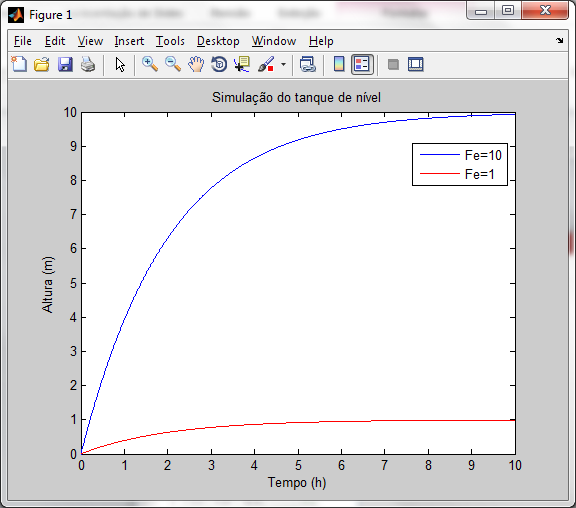 Figure 1
File Edit View Insert Tools Desktop Window Help
Simulação do tanque de nível
10
9
8
7
6
5
4
3
2
1
0
Altura (m)
Fe=10
Fe=1
0 1 2 3 4 5 6 7 8 9 10
Tempo (h)